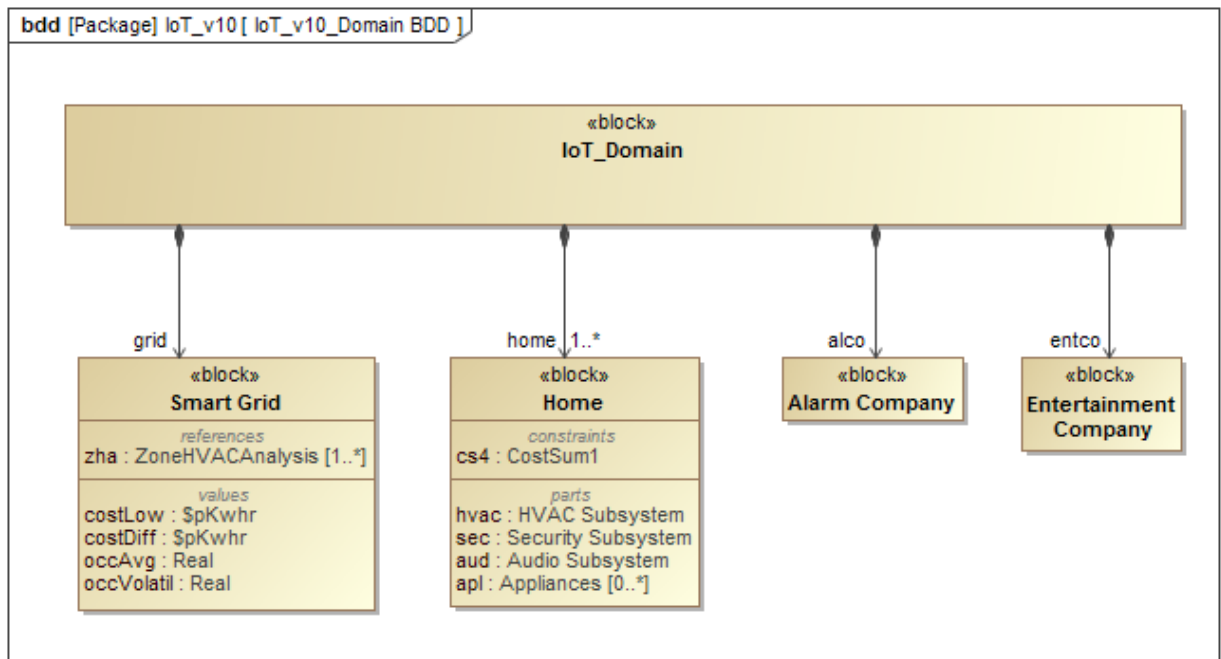 bdd [Package] IoT_v10 [ IoT_v10_Domain BDD ]
«block»
IoT_Domain
grid
home 1..*
alco
entco
«block»
Smart Grid
references
zha : ZoneHVACAnalysis [1..*]
values
costLow : $pKwhr
costDiff : $pKwhr
occAvg : Real
occVolatil : Real
«block»
Home
constraints
cs4 : CostSum1
parts
hvac : HVAC Subsystem
sec : Security Subsystem
aud : Audio Subsystem
apl : Appliances [0..*]
«block»
Alarm Company
«block»
Entertainment
Company